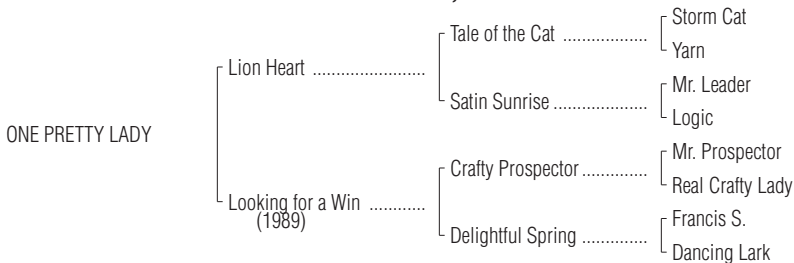 Storm Cat
Tale of the Cat ..................
Yarn
Lion Heart ........................
Mr. Leader
Satin Sunrise ....................
Logic
ONE PRETTY LADY
Mr. Prospector
Crafty Prospector ..............
Real Crafty Lady
Looking for a Win ............
(1989)
Francis S.
Delightful Spring ..............
Dancing Lark